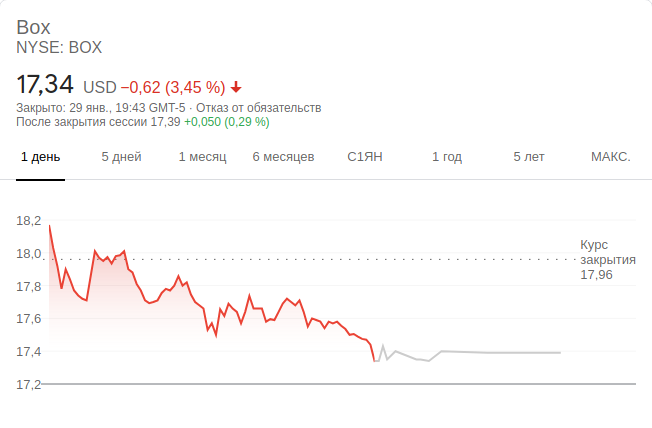 Box
NYSE: BOX
17,34 USD −0,62 (3,45 %)
Закрыто: 29 янв., 19:43 GMT-5 · Отказ от обязательств
После закрытия сессии 17,39 +0,050 (0,29 %)
1 день 5 дней 1 месяц 6 месяцев С1ЯН 1 год 5 лет МАКС.
18,2
18,0
17,8
17,6
17,4
17,2
Курс
закрытия
17,96